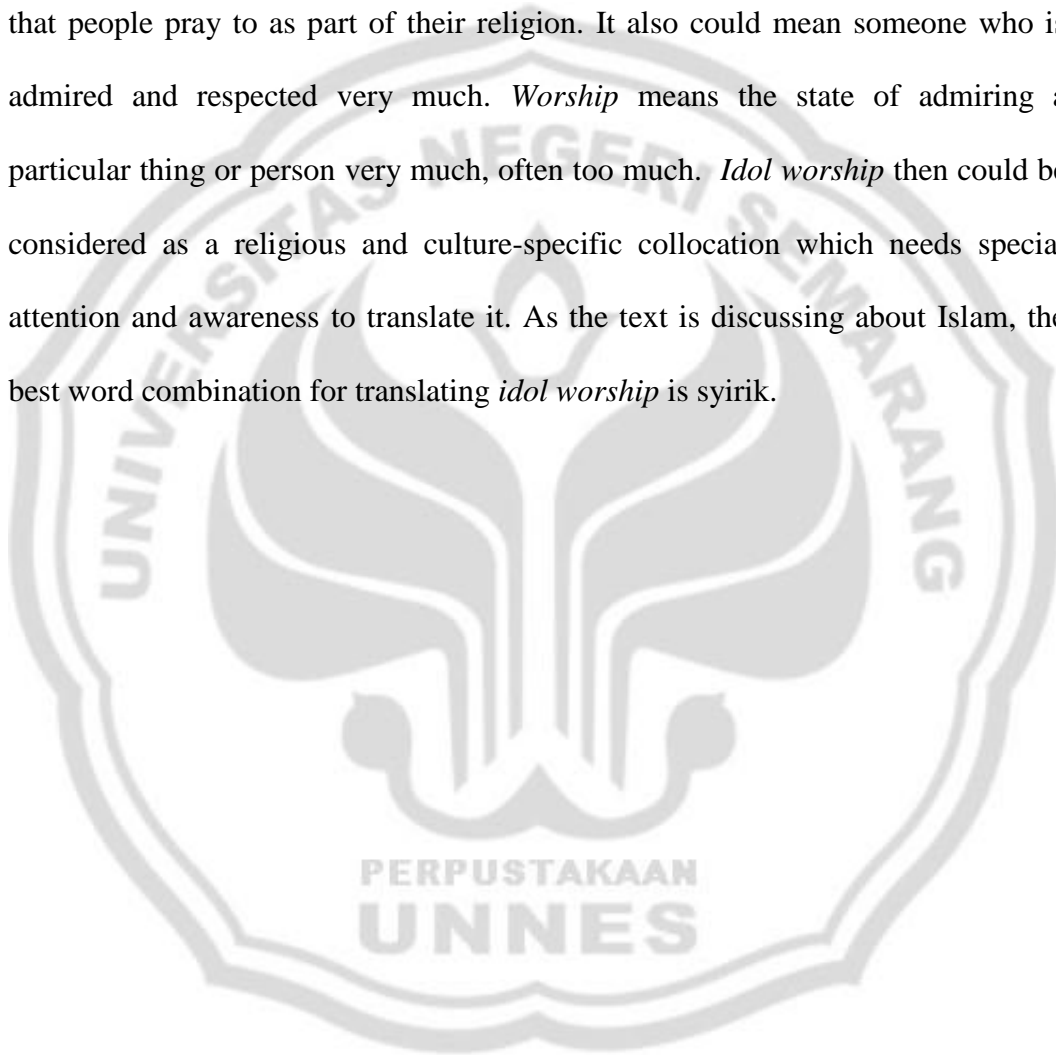 that people pray to as part of their religion. It also could mean someone who is
admired and respected very much. Worship means the state of admiring a
particular thing or person very much, often too much. Idol worship then could be
considered as a religious and culture-specific collocation which needs special
attention and awareness to translate it. As the text is discussing about Islam, the
best word combination for translating idol worship is syirik.
UNIVERSITAS NEGERI SEMARANG
PERPUSTAKAAN
UNNES